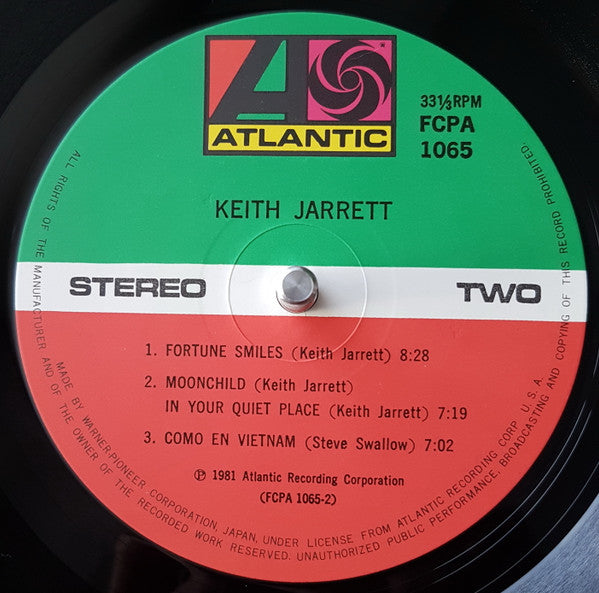 ATLANTIC
33⅓RPM
FCPA
1065
KEITH JARRETT
STEREO
TWO
1. FORTUNE SMILES (Keith Jarrett) 8:28
2. MOONCHILD (Keith Jarrett)
IN YOUR QUIET PLACE (Keith Jarrett) 7:19
3. COMO EN VIETNAM (Steve Swallow) 7:02
℗ 1981 Atlantic Recording Corporation
(FCPA 1065-2)
MADE BY WARNER-PIONEER CORPORATION, JAPAN, UNDER LICENSE FROM ATLANTIC RECORDING CORP. U.S.A.
ALL RIGHTS OF THE MANUFACTURER AND OF THE OWNER OF THE RECORDED WORK RESERVED. UNAUTHORIZED PUBLIC PERFORMANCE, BROADCASTING AND COPYING OF THIS RECORD PROHIBITED.